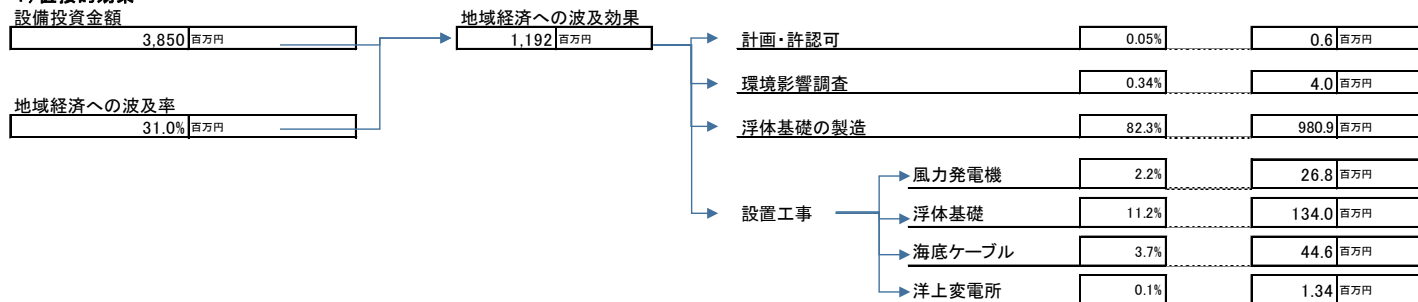 1)直接的効果
設備投資金額
3,850 百万円
地域経済への波及効果
1,192 百万円
地域経済への波及率
31.0% 百万円
計画・許認可 0.05% 0.6 百万円
環境影響調査 0.34% 4.0 百万円
浮体基礎の製造 82.3% 980.9 百万円
設置工事
風力発電機 2.2% 26.8 百万円
浮体基礎 11.2% 134.0 百万円
海底ケーブル 3.7% 44.6 百万円
洋上変電所 0.1% 1.34 百万円